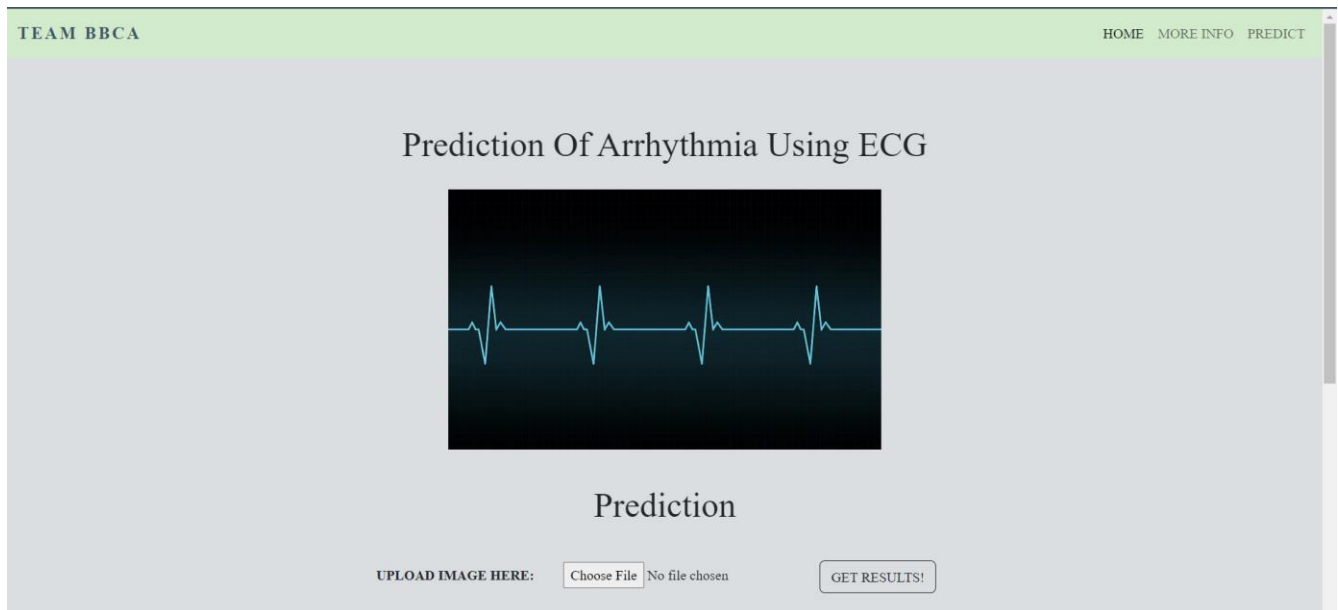 TEAM BBCA
HOME MORE INFO PREDICT
Prediction Of Arrhythmia Using ECG
Prediction
UPLOAD IMAGE HERE: Choose File No file chosen GET RESULTS!